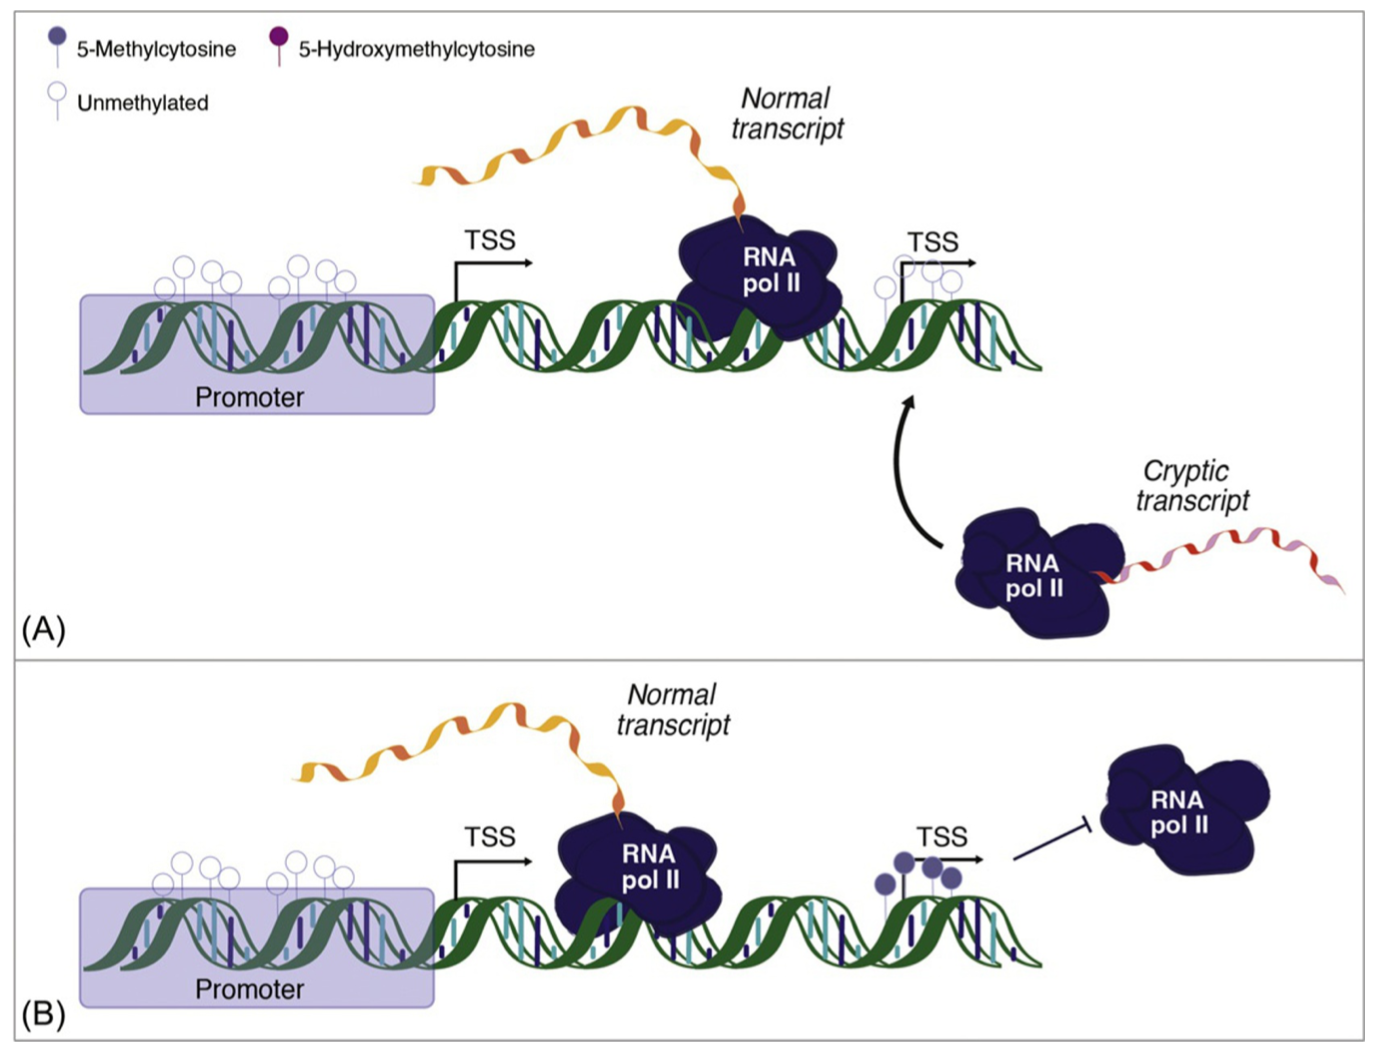 5-Methylcytosine
5-Hydroxymethylcytosine
Unmethylated
Normal
transcript
TSS
RNA
pol II
TSS
Promoter
Cryptic
transcript
RNA
pol II
(A)
Normal
transcript
RNA
pol II
TSS
RNA
pol II
TSS
Promoter
(B)